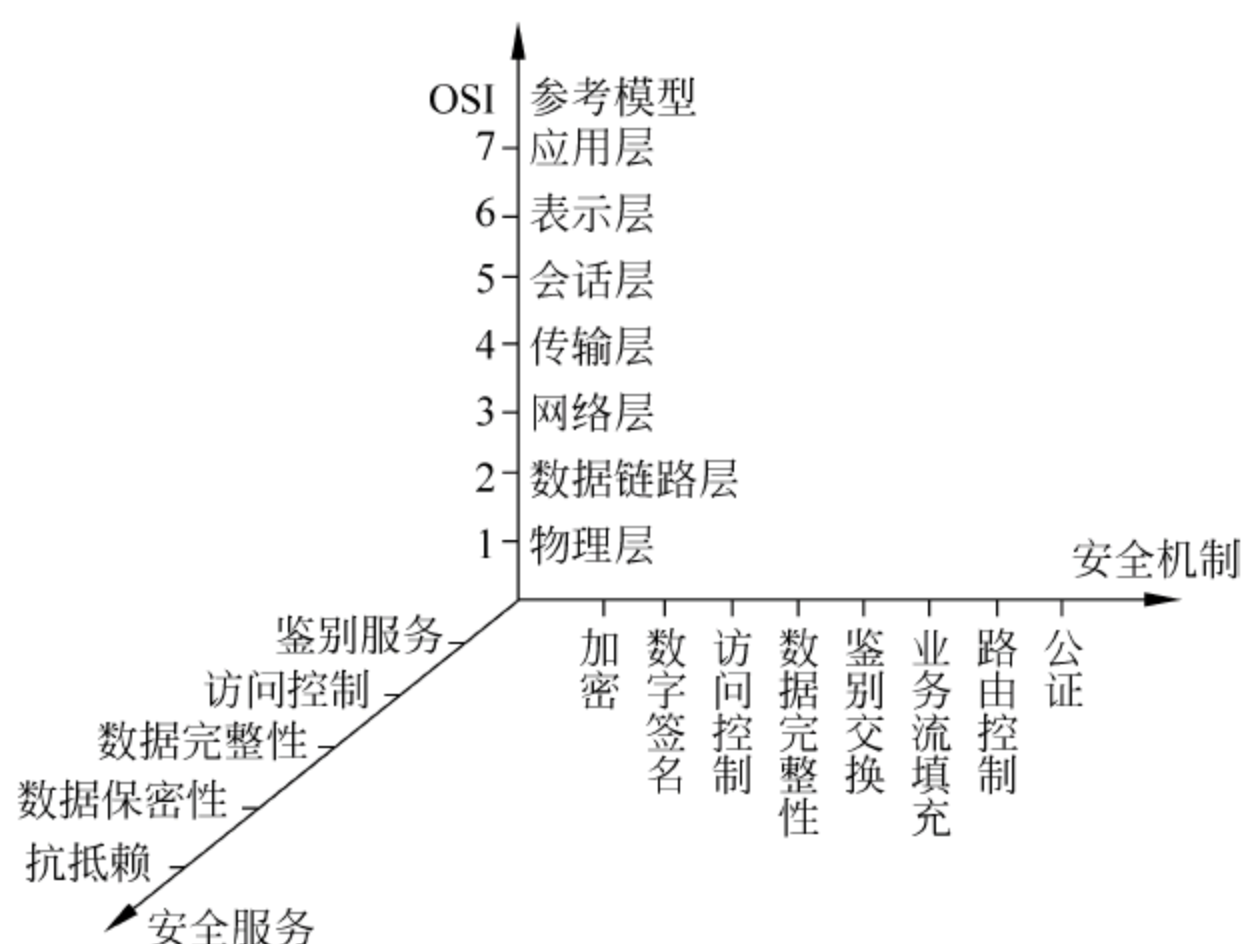 OSI 参考模型
7 应用层
6 表示层
5 会话层
4 传输层
3 网络层
2 数据链路层
1 物理层
安全机制
加密
数字签名
访问控制
数据完整性
鉴别交换
业务流填充
路由控制
公证
鉴别服务
访问控制
数据完整性
数据保密性
抗抵赖
安全服务